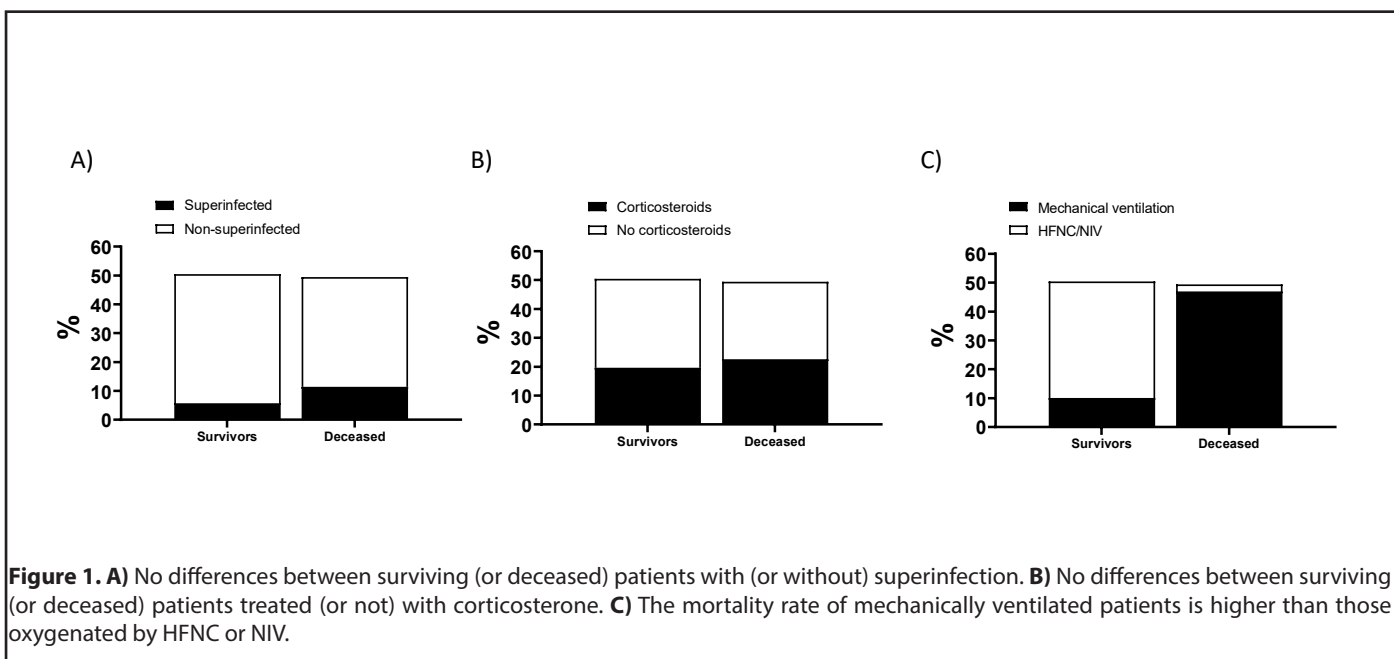 A)
B)
C)
Superinfected
Non-superinfected
60
50
40
30
20
10
0
%
Survivors
Deceased
Corticosteroids
No corticosteroids
60
50
40
30
20
10
0
%
Survivors
Deceased
Mechanical ventilation
HFNC/NIV
60
50
40
30
20
10
0
%
Survivors
Deceased
Figure 1. A) No differences between surviving (or deceased) patients with (or without) superinfection. B) No differences between surviving
(or deceased) patients treated (or not) with corticosterone. C) The mortality rate of mechanically ventilated patients is higher than those
oxygenated by HFNC or NIV.